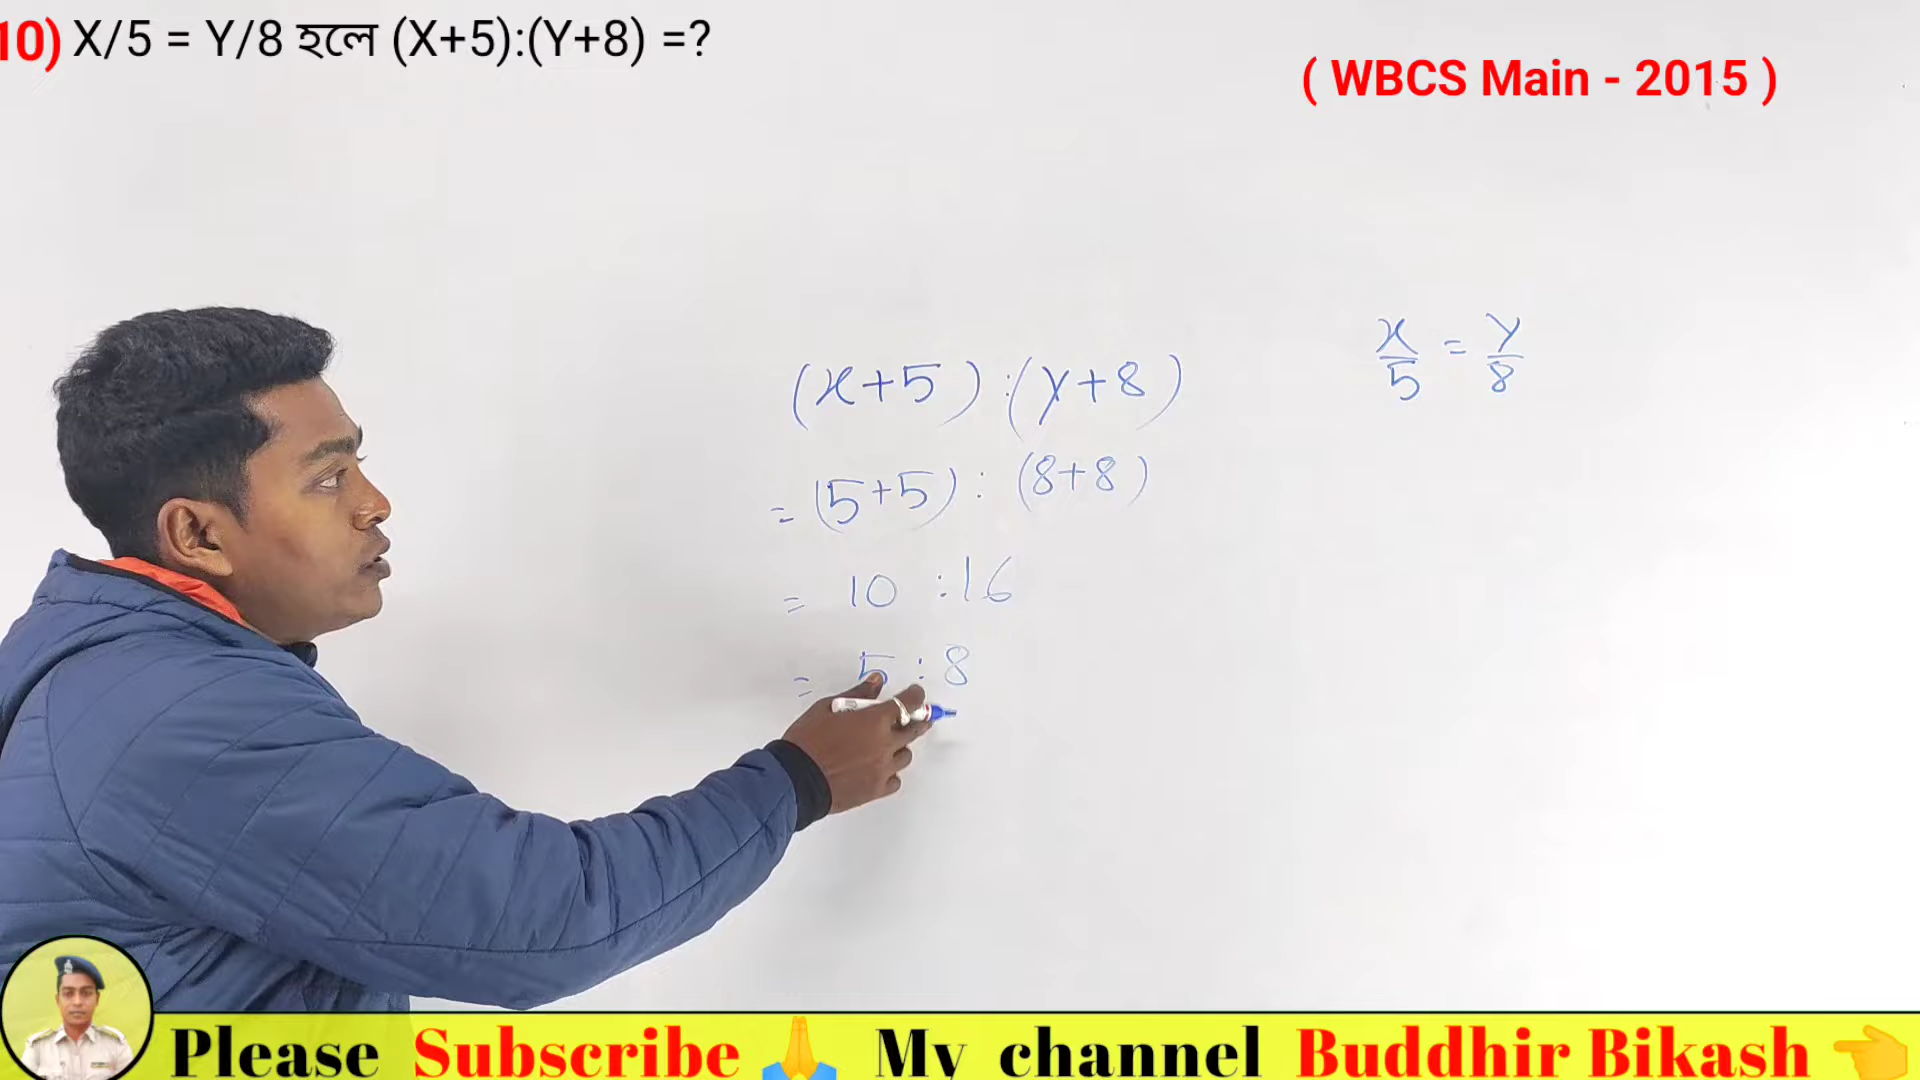 10) X/5 = Y/8 হলে (X+5):(Y+8) =?
( WBCS Main - 2015 )
x/5 = y/8
(x+5) : (y+8)
= (5+5) : (8+8)
= 10 : 16
= 5 : 8
Please Subscribe 🙏 My channel Buddhir Bikash 👈